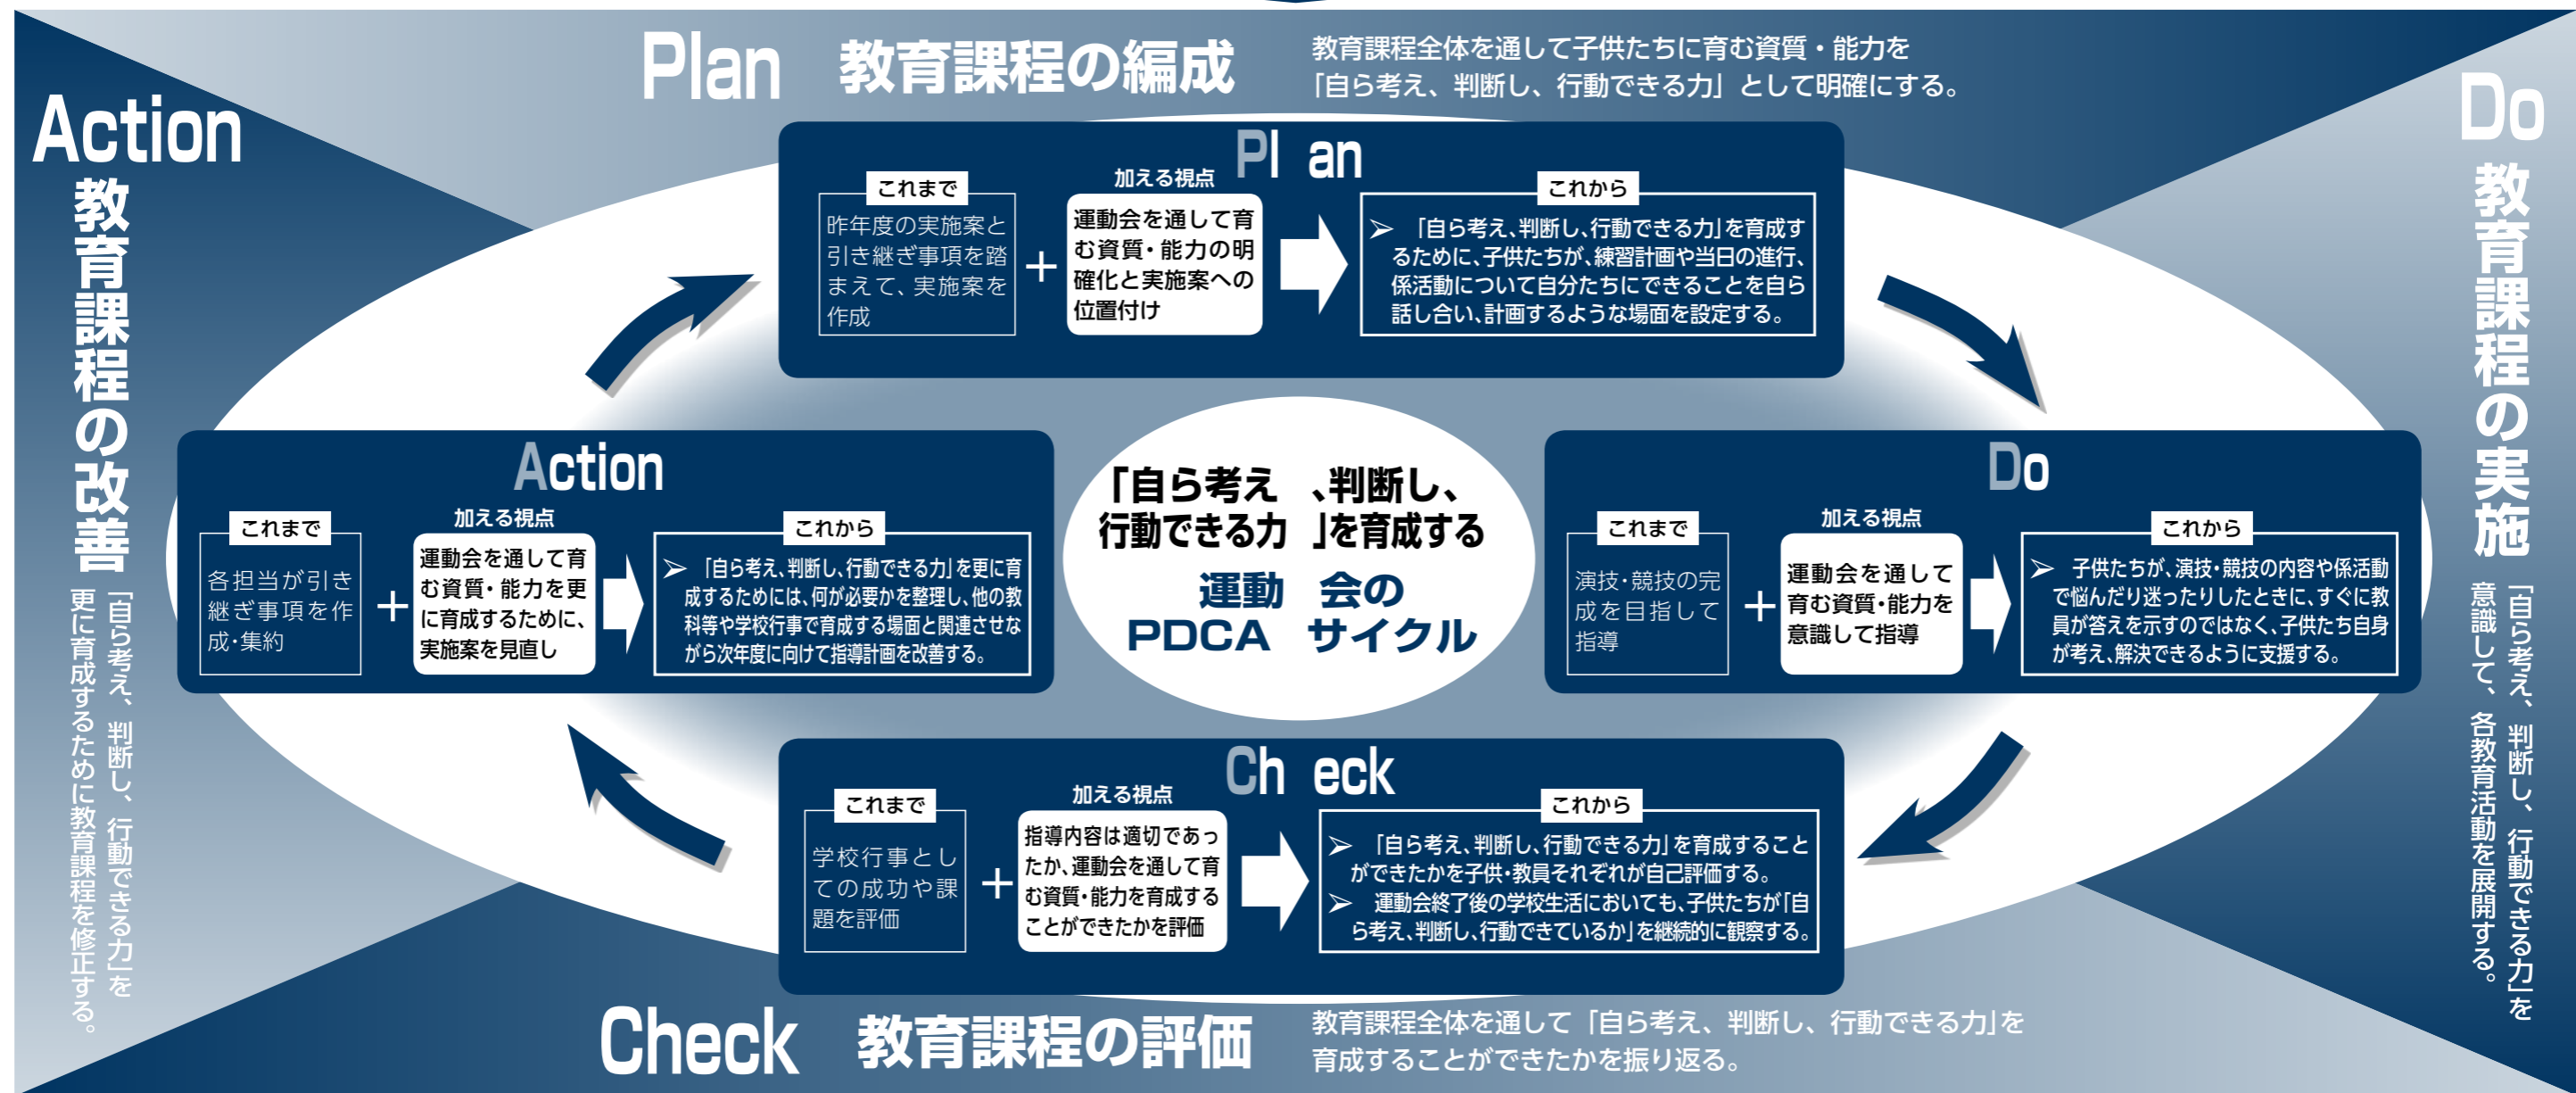 Plan 教育課程の編成
教育課程全体を通して子供たちに育む資質・能力を
「自ら考え、判断し、行動できる力」として明確にする。
Plan
これまで
昨年度の実施案と
引き継ぎ事項を踏
まえて、実施案を
作成
＋
加える視点
運動会を通して育
む資質・能力の明
確化と実施案への
位置付け
これから
➢ 「自ら考え、判断し、行動できる力」を育成す
るために、子供たちが、練習計画や当日の進行、
係活動について自分たちにできることを自ら
話し合い、計画するような場面を設定する。
Do
教育課程の実施
「自ら考え、判断し、行動できる力」を
意識して、各教育活動を展開する。
Do
これまで
演技・競技の完
成を目指して
指導
＋
加える視点
運動会を通して
育む資質・能力を
意識して指導
これから
➢ 子供たちが、演技・競技の内容や係活動
で悩んだり迷ったりしたときに、すぐに教
員が答えを示すのではなく、子供たち自身
が考え、解決できるように支援する。
「自ら考え、判断し、
行動できる力」を育成する
運動会の
PDCA サイクル
Check
これまで
学校行事とし
ての成功や課
題を評価
＋
加える視点
指導内容は適切であっ
たか、運動会を通して育
む資質・能力を育成する
ことができたかを評価
これから
➢ 「自ら考え、判断し、行動できる力」を育成すること
ができたかを子供・教員それぞれが自己評価する。
➢ 運動会終了後の学校生活においても、子供たちが「自
ら考え、判断し、行動できているか」を継続的に観察する。
Check 教育課程の評価
教育課程全体を通して「自ら考え、判断し、行動できる力」を
育成することができたかを振り返る。
Action
これまで
各担当が引き
継ぎ事項を作
成・集約
＋
加える視点
運動会を通して育
む資質・能力を更
に育成するために、
実施案を見直し
これから
➢ 「自ら考え、判断し、行動できる力」を更に育
成するためには、何が必要かを整理し、他の教
科等や学校行事で育成する場面と関連させな
がら次年度に向けて指導計画を改善する。
Action
教育課程の改善
「自ら考え、判断し、行動できる力」を
更に育成するために教育課程を修正する。